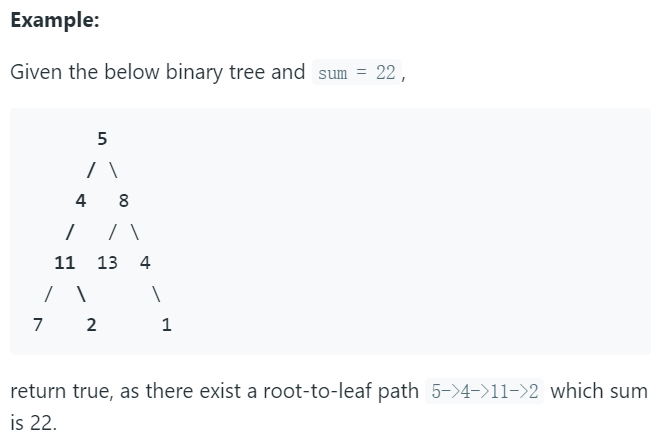 Example:
Given the below binary tree and sum = 22 ,
5
/ \
4 8
/ / \
11 13 4
/ \ \
7 2 1
return true, as there exist a root-to-leaf path 5->4->11->2 which sum
is 22.